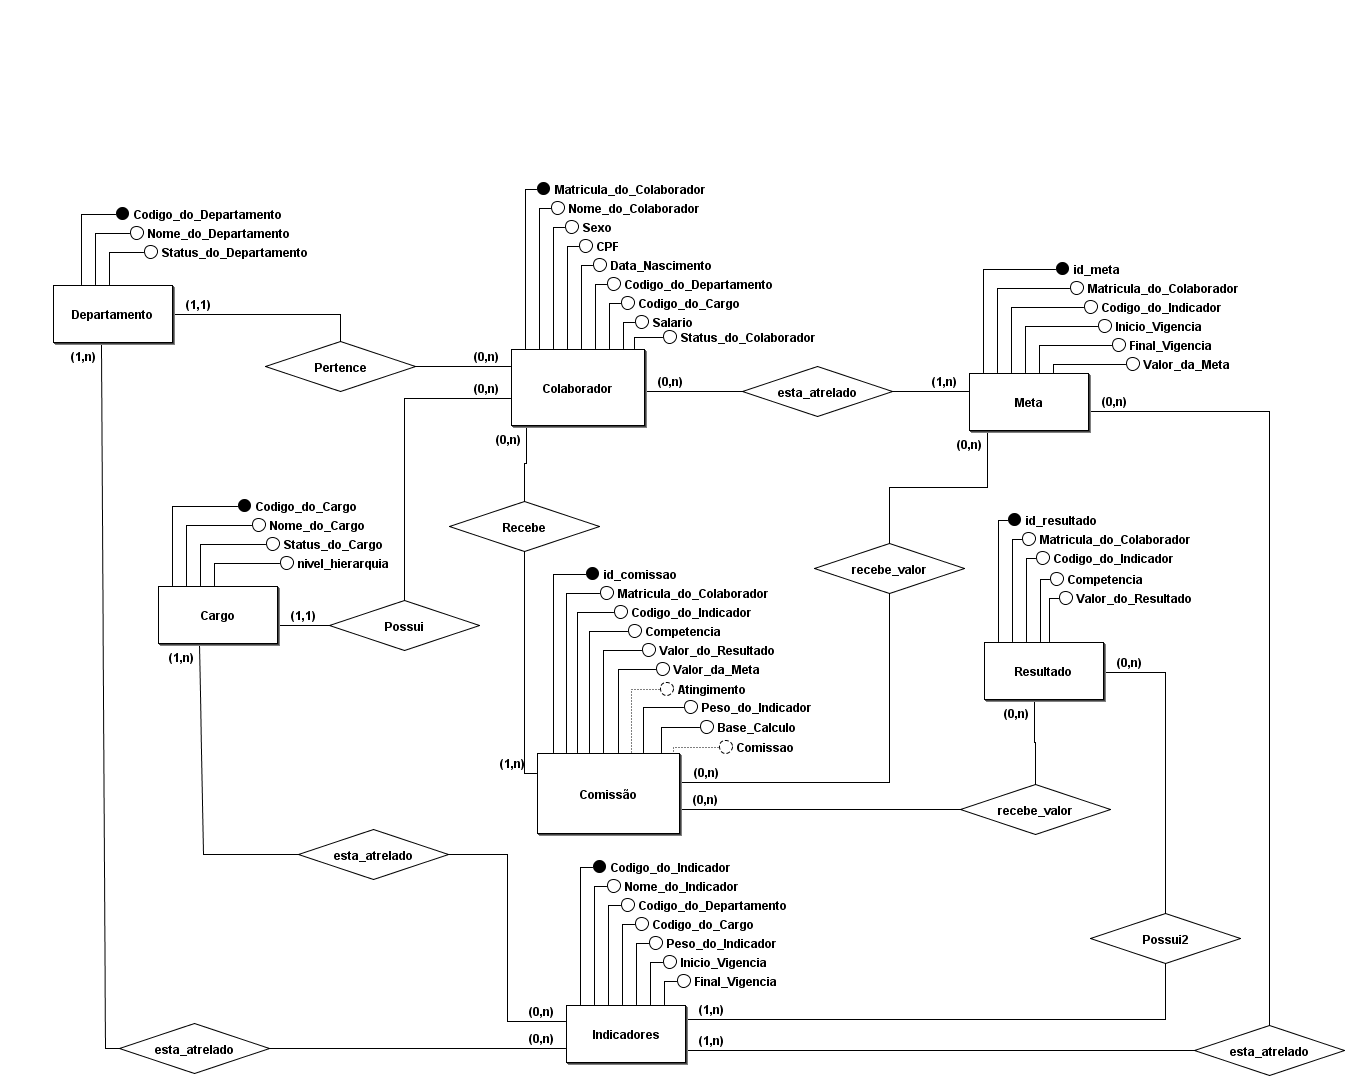 Codigo_do_Departamento
Nome_do_Departamento
Status_do_Departamento
Departamento
(1,1)
(1,n)
Pertence
(0,n)
(0,n)
Matricula_do_Colaborador
Nome_do_Colaborador
Sexo
CPF
Data_Nascimento
Codigo_do_Departamento
Codigo_do_Cargo
Salario
Status_do_Colaborador
Colaborador
(0,n)
(0,n)
esta_atrelado
(1,n)
id_meta
Matricula_do_Colaborador
Codigo_do_Indicador
Inicio_Vigencia
Final_Vigencia
Valor_da_Meta
Meta
(0,n)
(0,n)
Codigo_do_Cargo
Nome_do_Cargo
Status_do_Cargo
nivel_hierarquia
Cargo
(1,1)
(1,n)
Possui
Recebe
recebe_valor
id_resultado
Matricula_do_Colaborador
Codigo_do_Indicador
Competencia
Valor_do_Resultado
Resultado
(0,n)
(0,n)
id_comissao
Matricula_do_Colaborador
Codigo_do_Indicador
Competencia
Valor_do_Resultado
Valor_da_Meta
Atingimento
Peso_do_Indicador
Base_Calculo
Comissao
Comissão
(1,n)
(0,n)
(0,n)
recebe_valor
esta_atrelado
Codigo_do_Indicador
Nome_do_Indicador
Codigo_do_Departamento
Codigo_do_Cargo
Peso_do_Indicador
Inicio_Vigencia
Final_Vigencia
Indicadores
(0,n)
(0,n)
(1,n)
(1,n)
Possui2
esta_atrelado
esta_atrelado